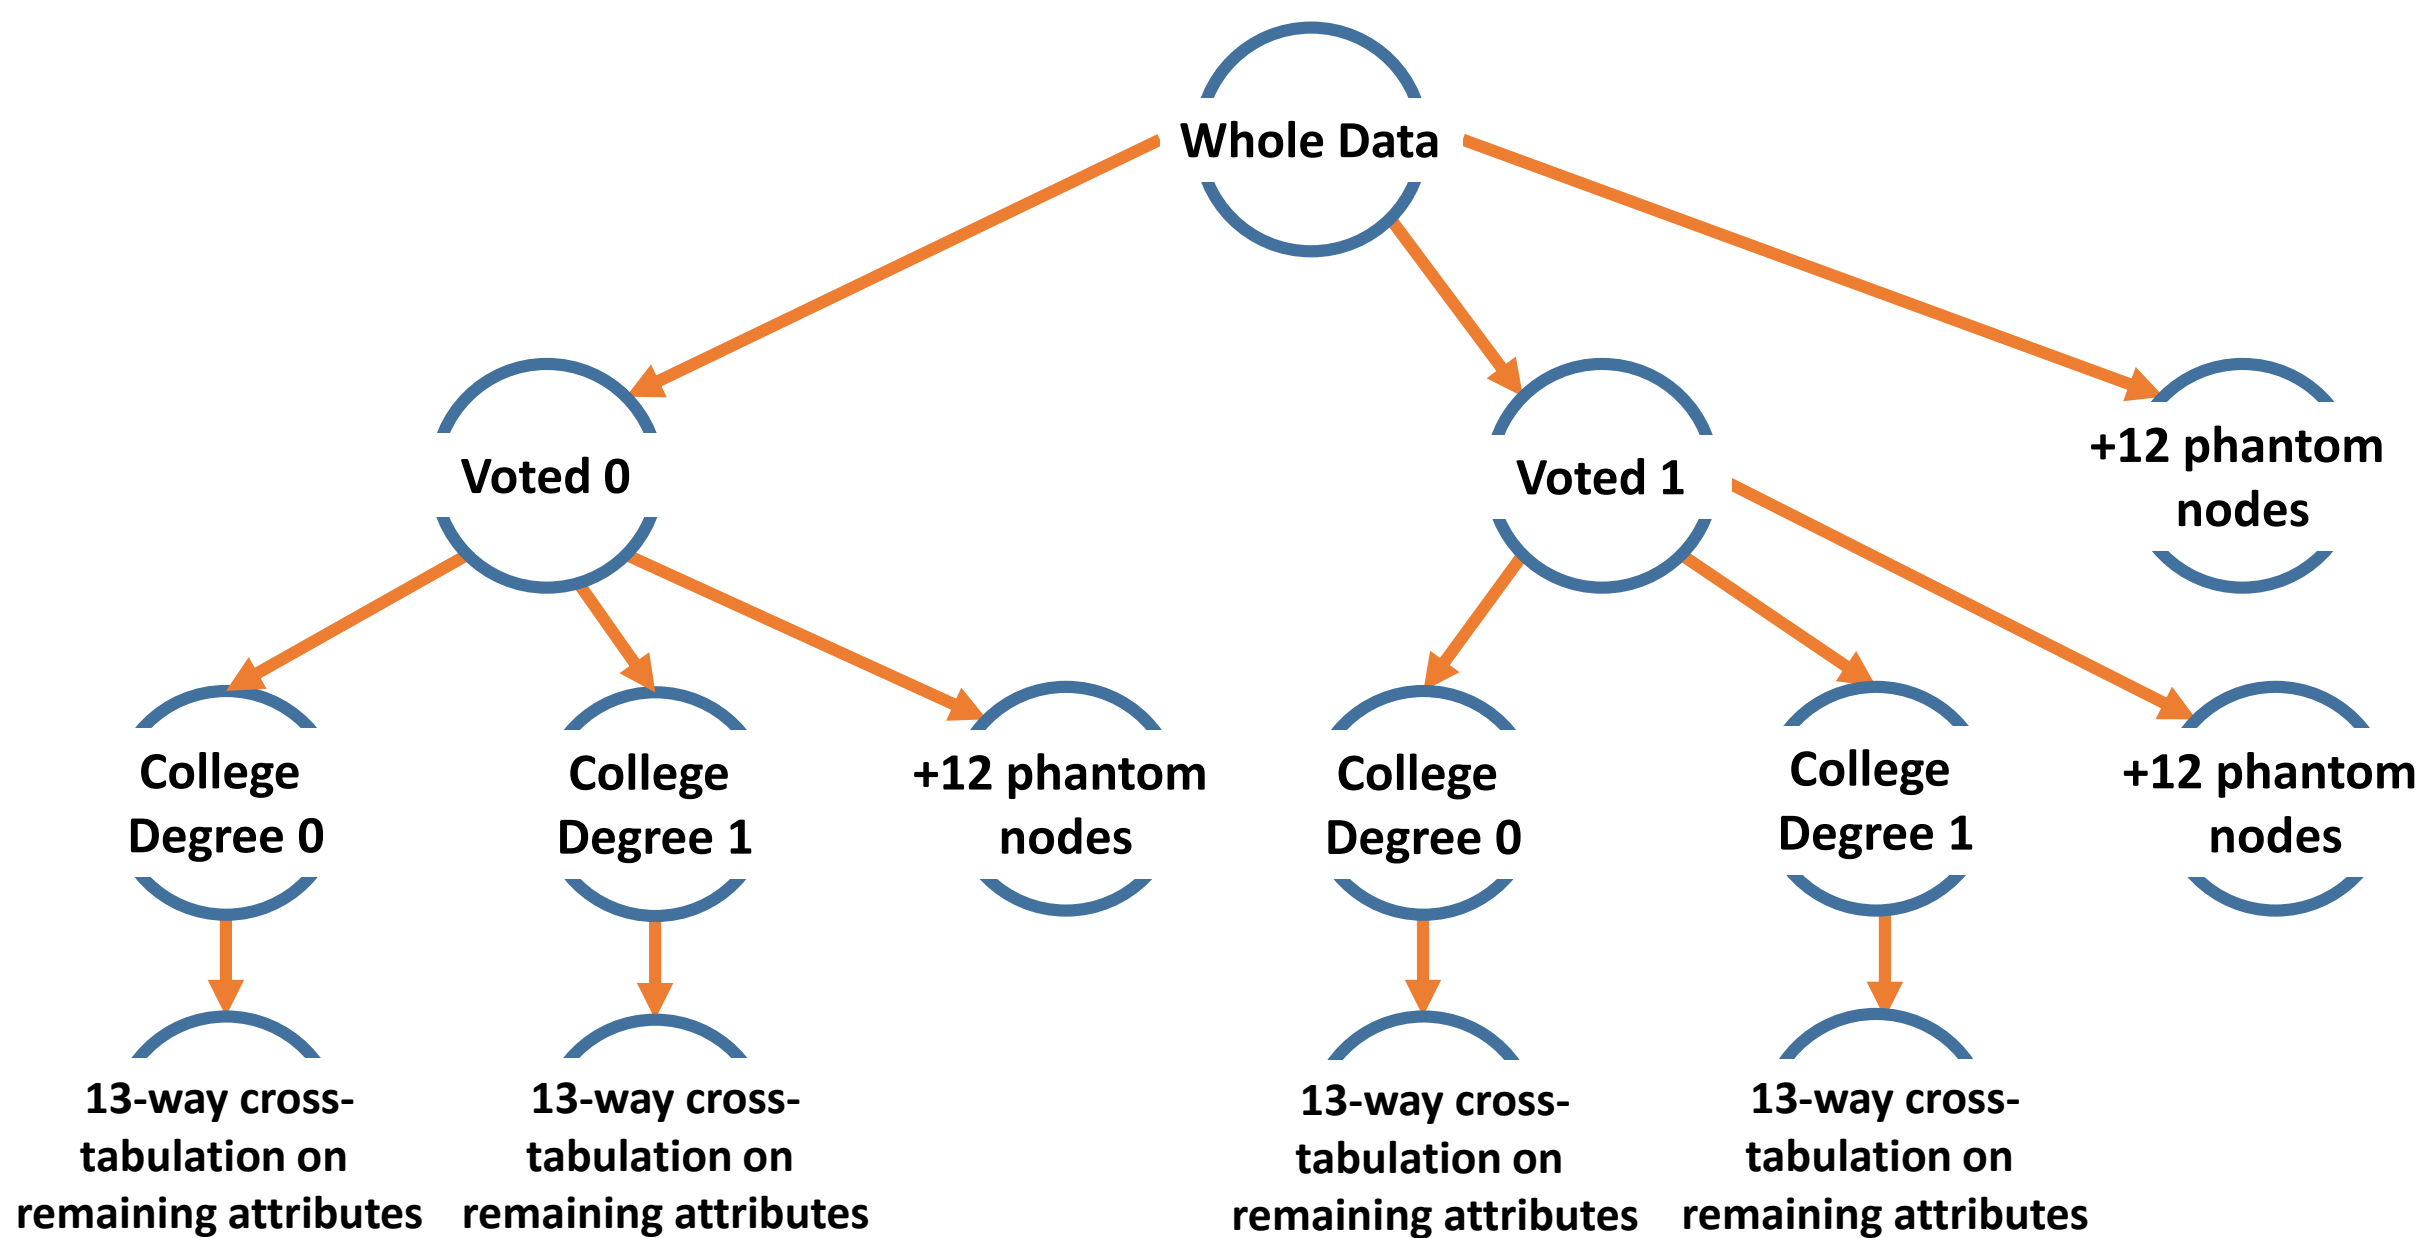 Whole Data
Voted 0
Voted 1
+12 phantom
nodes
College
Degree 0
College
Degree 1
+12 phantom
nodes
College
Degree 0
College
Degree 1
+12 phantom
nodes
13-way cross-
tabulation on
remaining attributes
13-way cross-
tabulation on
remaining attributes
13-way cross-
tabulation on
remaining attributes
13-way cross-
tabulation on
remaining attributes